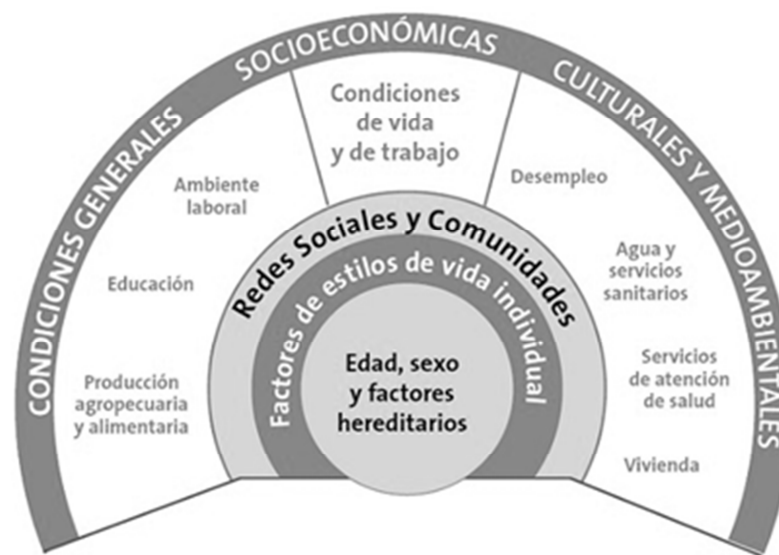 CONDICIONES GENERALES SOCIOECONÓMICAS CULTURALES Y MEDIOAMBIENTALES
Condiciones
de vida
y de trabajo
Ambiente
laboral
Educación
Producción
agropecuaria
y alimentaria
Desempleo
Agua y
servicios
sanitarios
Servicios
de atención
de salud
Vivienda
Redes Sociales y Comunidades
Factores de estilos de vida individual
Edad, sexo
y factores
hereditarios